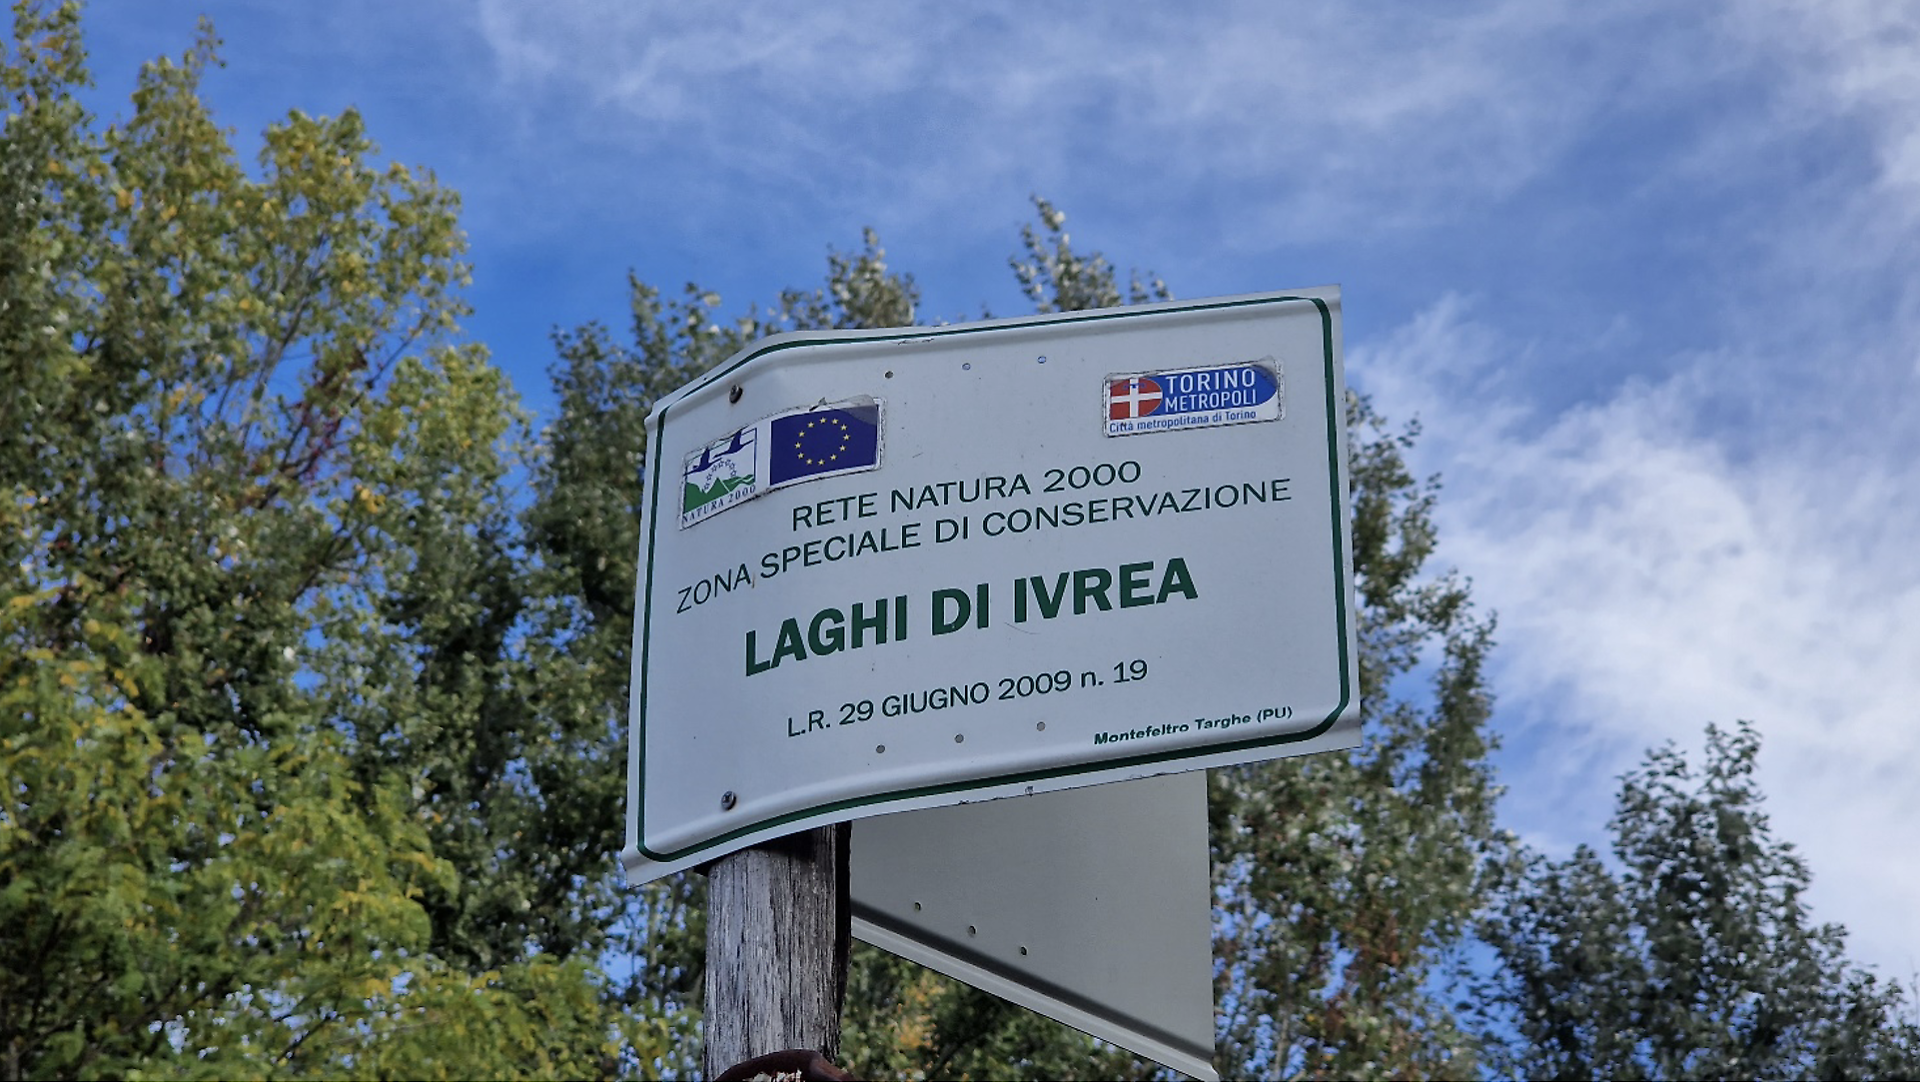 NATURA 2000
TORINO
METROPOLI
Città metropolitana di Torino
RETE NATURA 2000
ZONA SPECIALE DI CONSERVAZIONE
LAGHI DI IVREA
L.R. 29 GIUGNO 2009 n. 19
Montefeltro Targhe (PU)